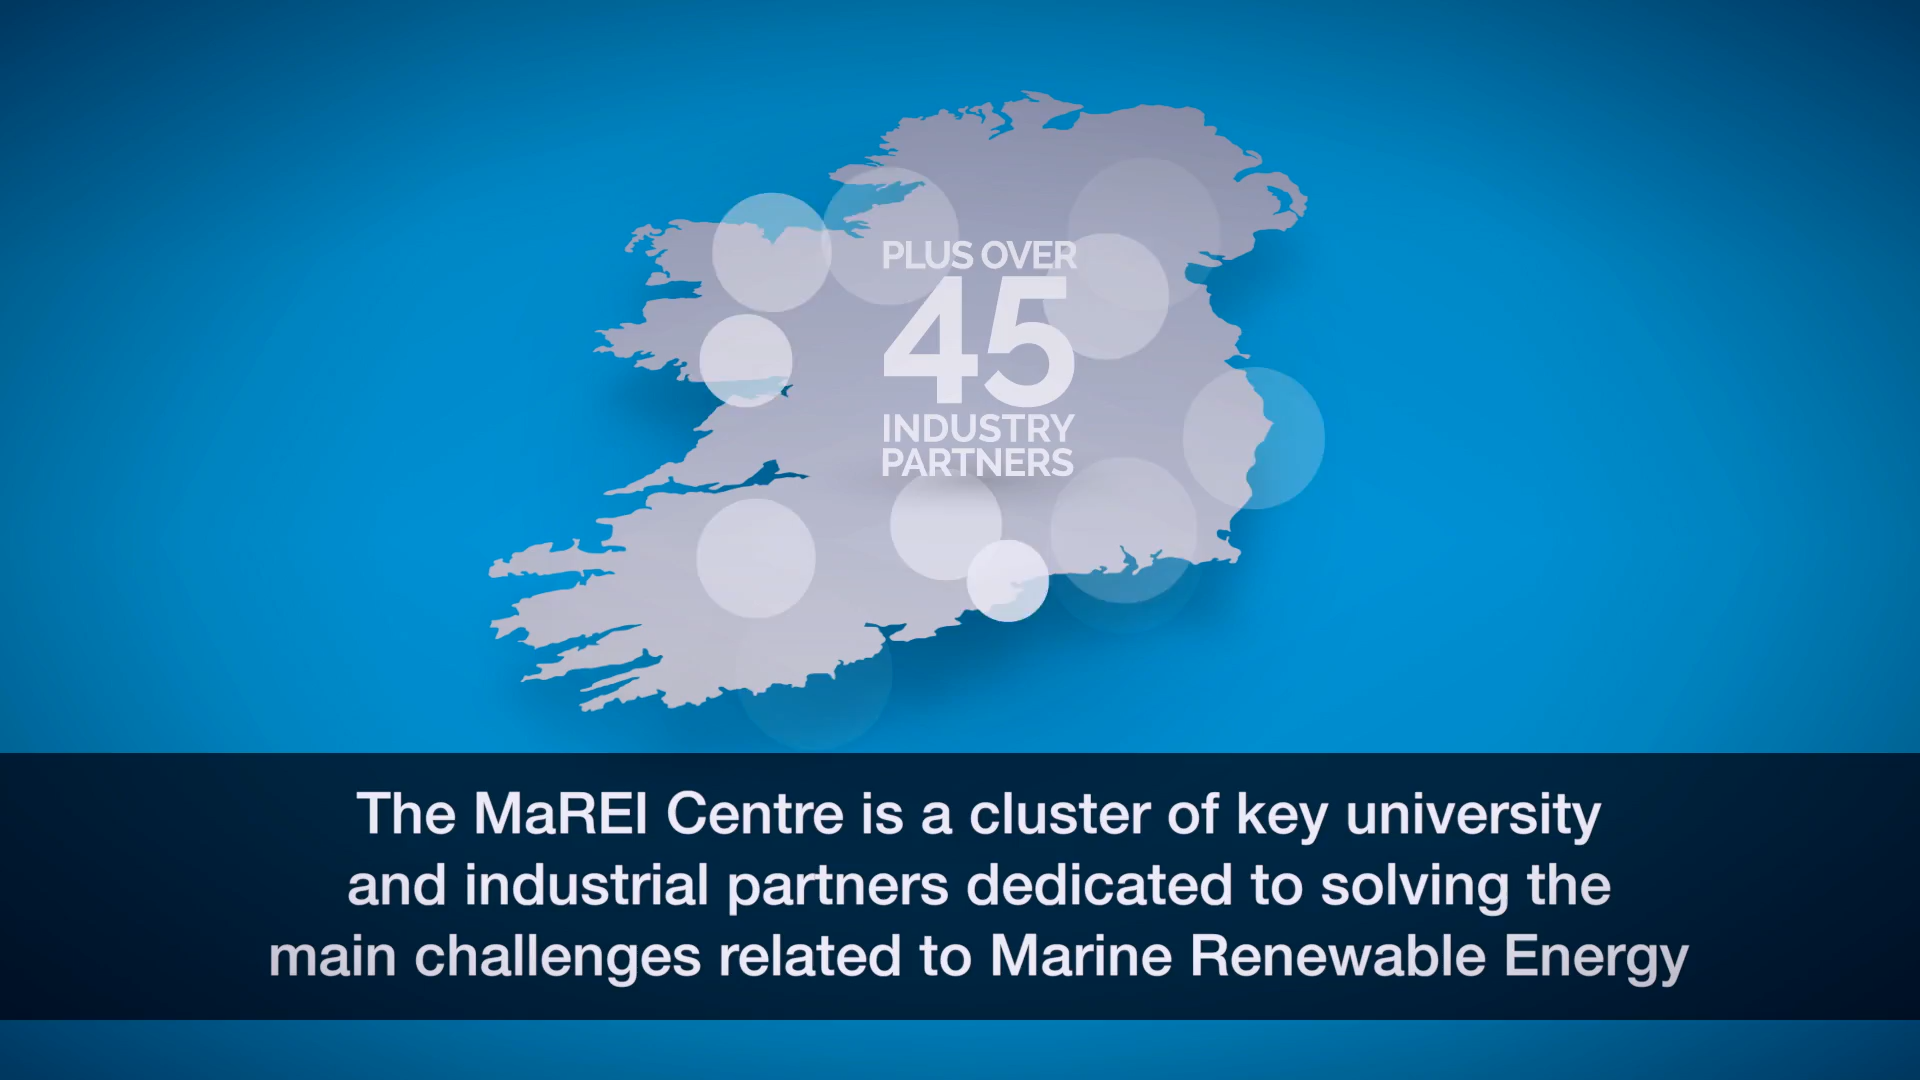 PLUS OVER
45
INDUSTRY
PARTNERS
The MaREI Centre is a cluster of key university
and industrial partners dedicated to solving the
main challenges related to Marine Renewable Energy